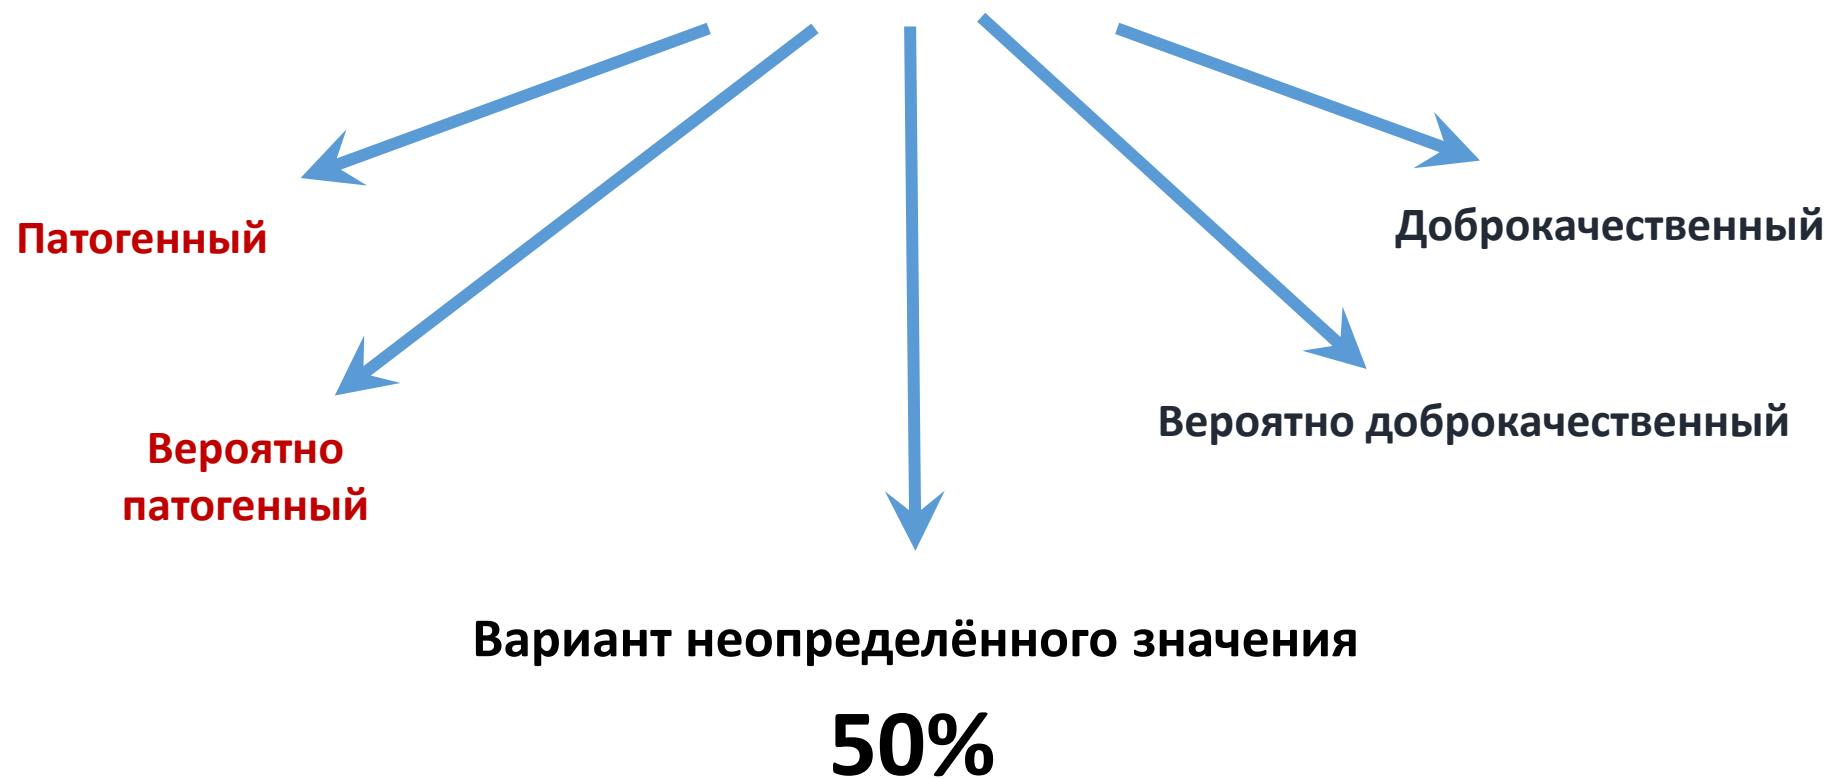 Патогенный
Доброкачественный
Вероятно
патогенный
Вероятно доброкачественный
Вариант неопределённого значения
50%